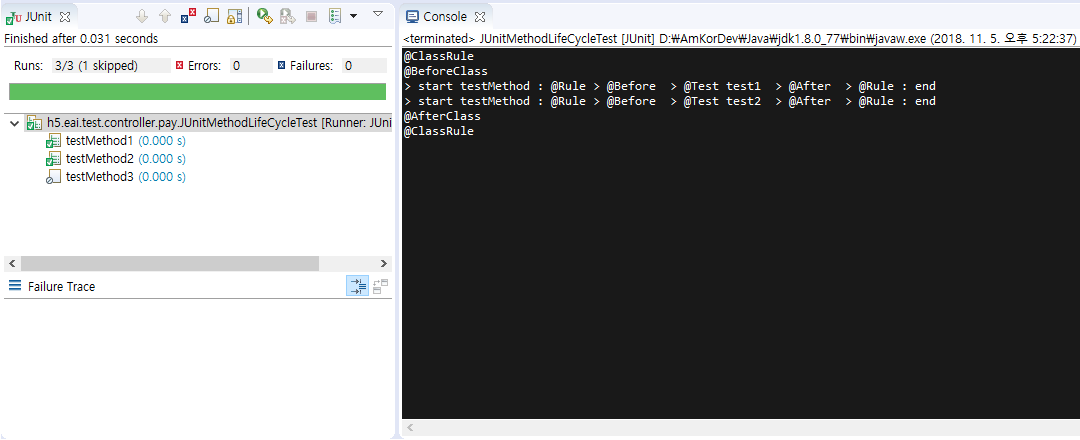 JUnit
Finished after 0.031 seconds
Runs: 3/3 (1 skipped) Errors: 0 Failures: 0
h5.eai.test.controller.pay.JUnitMethodLifeCycleTest [Runner: JUni
testMethod1 (0.000 s)
testMethod2 (0.000 s)
testMethod3 (0.000 s)
Failure Trace
Console
<terminated> JUnitMethodLifeCycleTest [JUnit] D:₩AmKorDev₩Java₩jdk1.8.0_77₩bin₩javaw.exe (2018. 11. 5. 오후 5:22:37)
@ClassRule
@BeforeClass
> start testMethod : @Rule > @Before  > @Test test1  > @After  > @Rule : end
> start testMethod : @Rule > @Before  > @Test test2  > @After  > @Rule : end
@AfterClass
@ClassRule